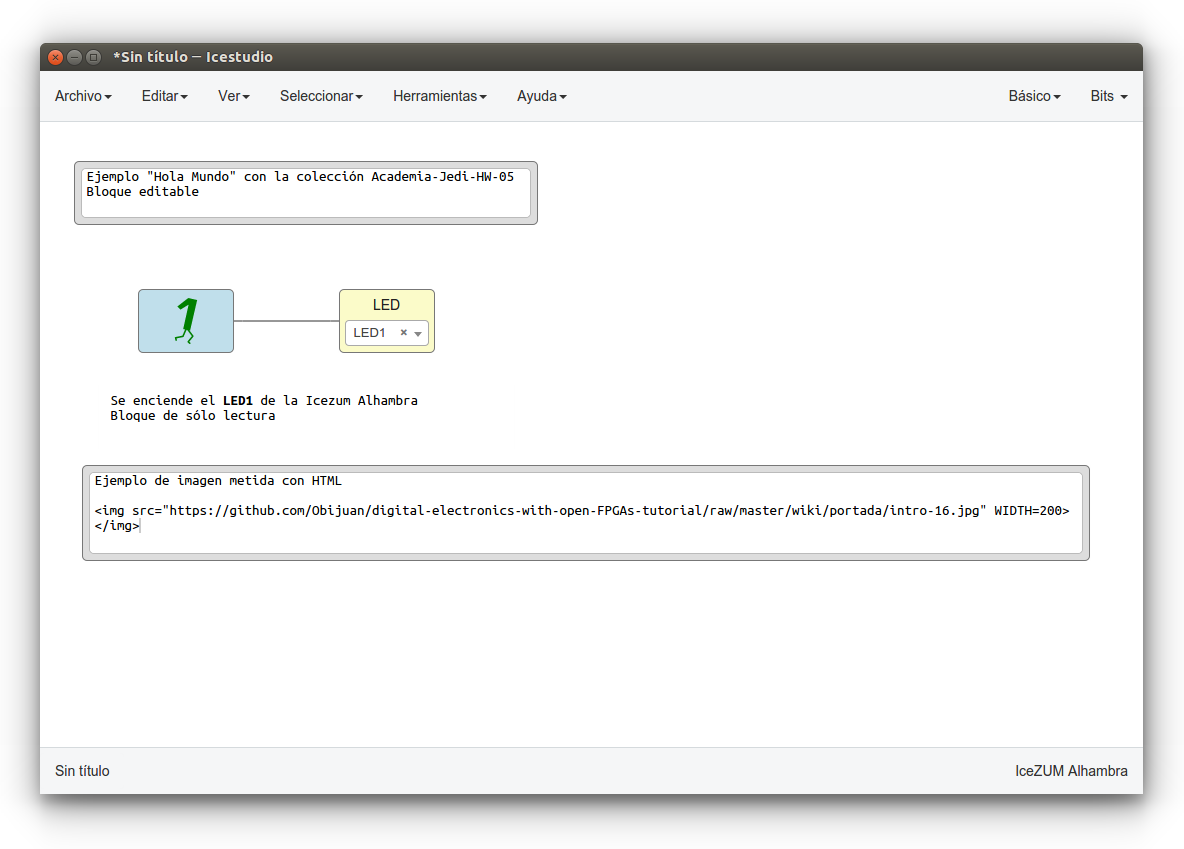 *Sin título — Icestudio
Archivo Editar Ver Seleccionar Herramientas Ayuda Básico Bits
Ejemplo "Hola Mundo" con la colección Academia-Jedi-HW-05
Bloque editable
1
LED
LED1
Se enciende el LED1 de la Icezum Alhambra
Bloque de sólo lectura
Ejemplo de imagen metida con HTML
<img src="https://github.com/Obijuan/digital-electronics-with-open-FPGAs-tutorial/raw/master/wiki/portada/intro-16.jpg" WIDTH=200>
</img>
Sin título IceZUM Alhambra